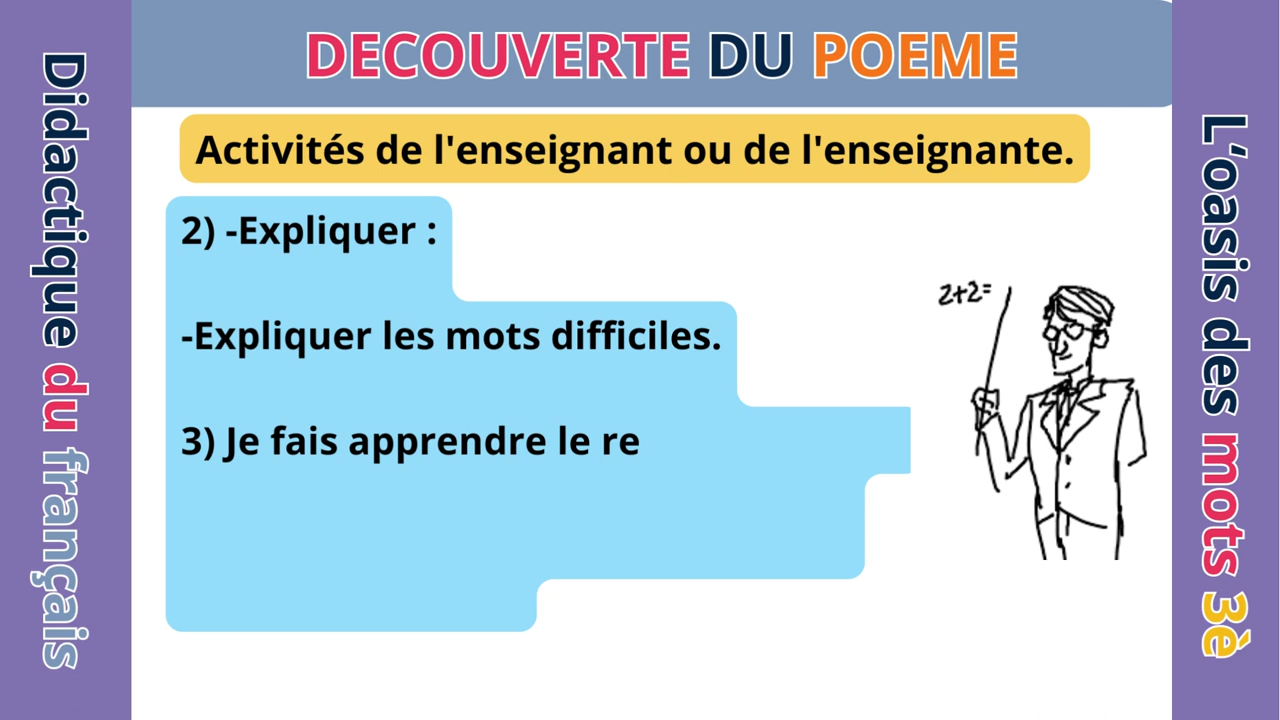 DECOUVERTE DU POEME
Didactique du français
Activités de l'enseignant ou de l'enseignante.
2) -Expliquer :
-Expliquer les mots difficiles.
3) Je fais apprendre le re
2+2=
L'oasis des mots 3è